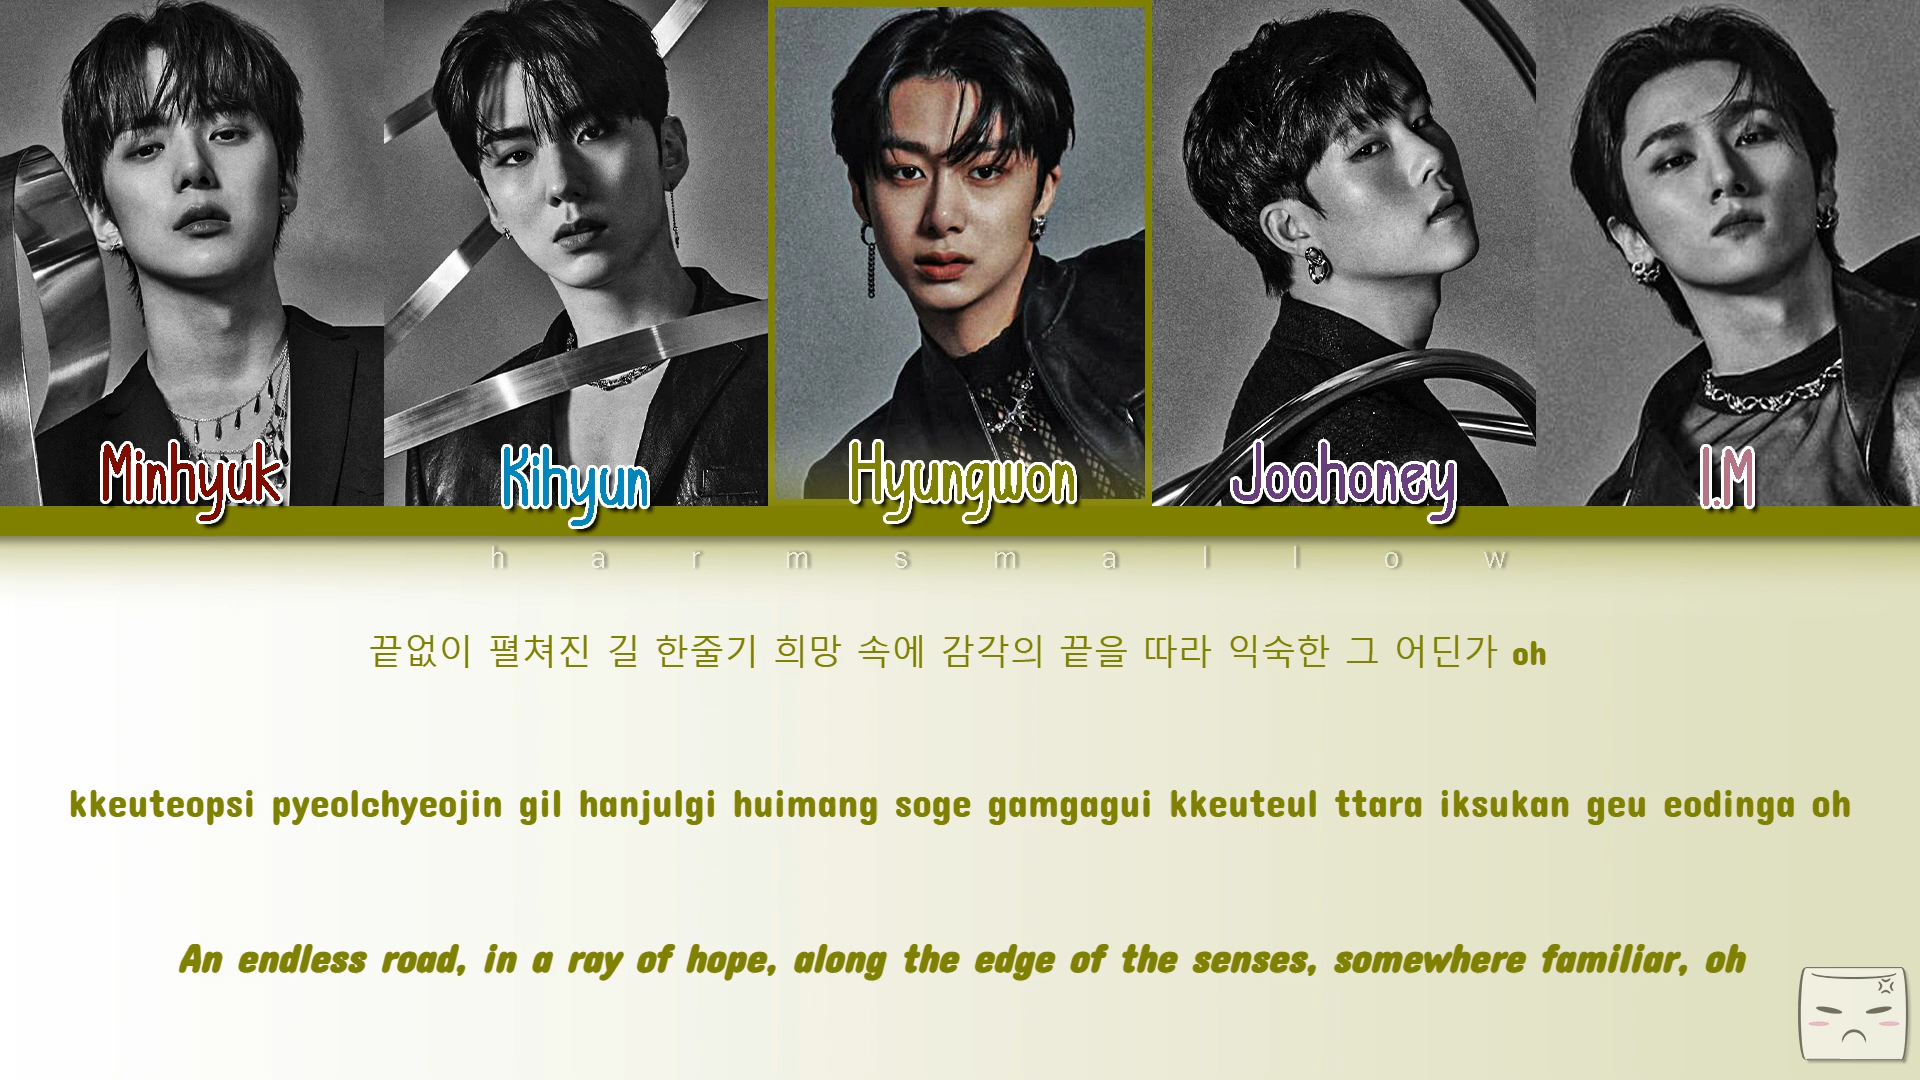 Minhyuk Kihyun Hyungwon Joohoney I.M
harmsmallow
끝없이 펼쳐진 길 한줄기 희망 속에 감각의 끝을 따라 익숙한 그 어딘가 oh
kkeuteopsi pyeolchyeojin gil hanjulgi huimang soge gamgagui kkeuteul ttara iksukan geu eodinga oh
An endless road, in a ray of hope, along the edge of the senses, somewhere familiar, oh